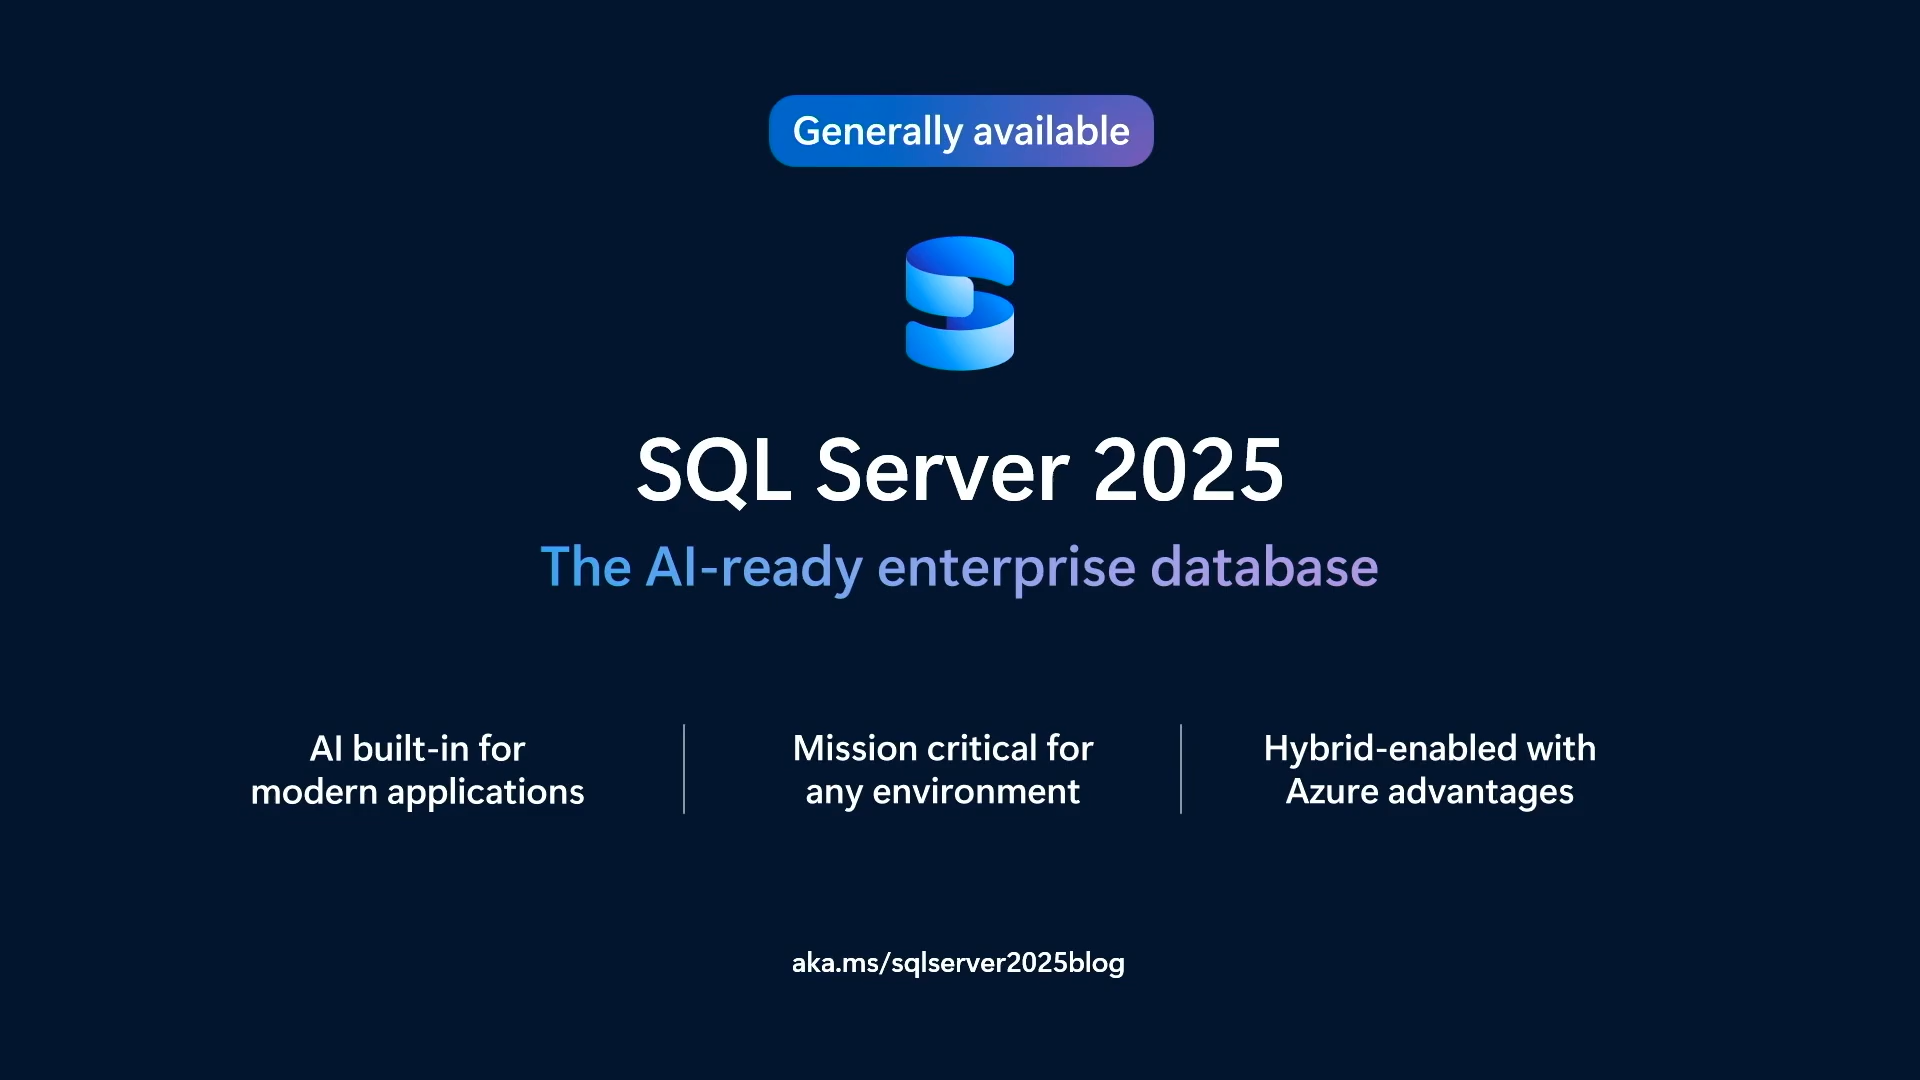 Generally available
SQL Server 2025
The AI-ready enterprise database
AI built-in for
modern applications
Mission critical for
any environment
Hybrid-enabled with
Azure advantages
aka.ms/sqlserver2025blog